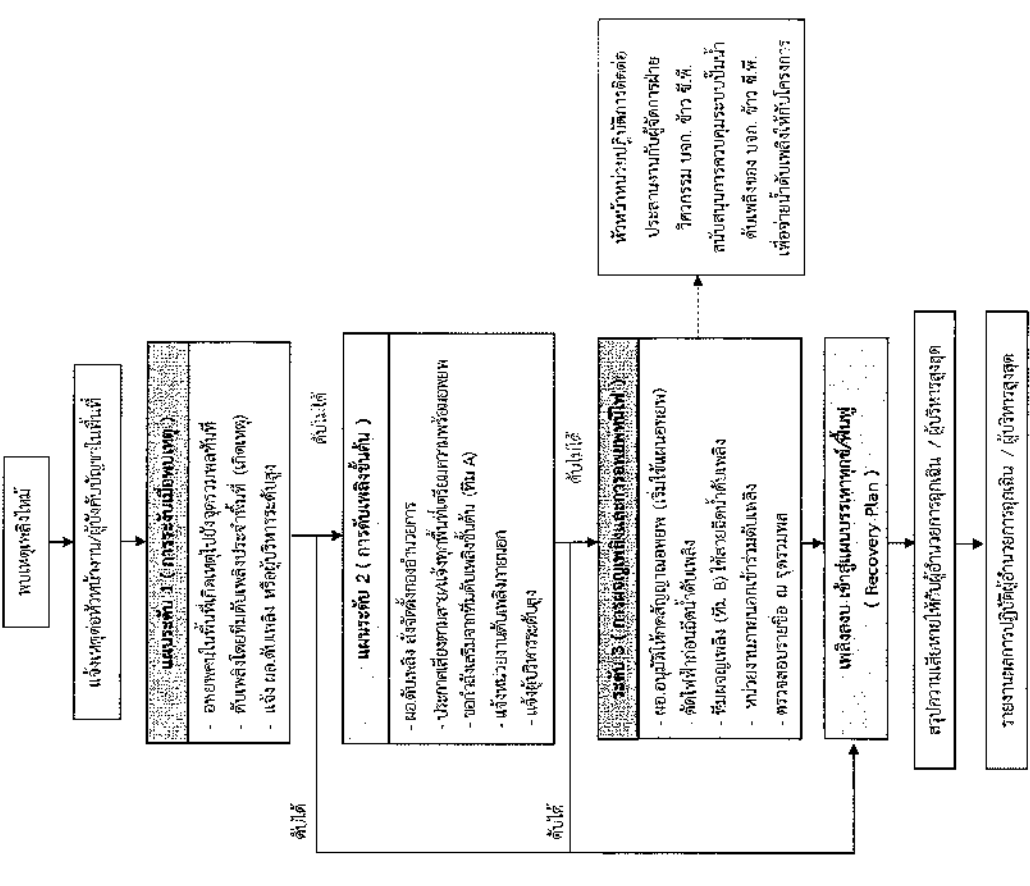 พบเหตุเพลิงไหม้
แจ้งเหตุต่อหัวหน้างาน/ผู้บังคับบัญชาในพื้นที่
แผนระดับ 1 ( การระงับเมื่อพบเหตุ )
- อพยพคนในพื้นที่เกิดเหตุไปยังจุดรวมพลทันที
- ดับเพลิงโดยทีมดับเพลิงประจำพื้นที่ (เกิดเหตุ)
- แจ้ง ผอ.ดับเพลิง หรือผู้บริหารระดับสูง
ดับได้
ดับไม่ได้
แผนระดับ 2 ( การดับเพลิงขั้นต้น )
- ผอ.ดับเพลิง สั่งจัดตั้งกองอำนวยการ
- ประกาศเสียงตามสาย/แจ้งทุกพื้นที่เตรียมความพร้อมอพยพ
- ขอกำลังเสริมจากทีมดับเพลิงขั้นต้น (ทีม A)
- แจ้งหน่วยงานดับเพลิงภายนอก
- แจ้งผู้บริหารระดับสูง
ดับได้
ดับไม่ได้
ระดับ 3 ( การผจญเพลิงและการอพยพหนีไฟ )
- ผอ.อนุมัติให้กดสัญญาณอพยพ (เริ่มใช้แผนอพยพ)
- ตัดไฟฟ้าก่อนฉีดน้ำดับเพลิง
- ทีมผจญเพลิง (ทีม B) ใช้สายฉีดน้ำดับเพลิง
- หน่วยงานภายนอกเข้าร่วมดับเพลิง
- ตรวจสอบรายชื่อ ณ จุดรวมพล
หัวหน้าหน่วยปฏิบัติการติดต่อ
ประสานงานกับผู้จัดการฝ่าย
วิศวกรรม บจก. ข้าว ซี.พี.
สนับสนุนการควบคุมระบบปั๊มน้ำ
ดับเพลิงของ บจก. ข้าว ซี.พี.
เพื่อจ่ายน้ำดับเพลิงให้กับโครงการ
เพลิงสงบ เข้าสู่แผนบรรเทาทุกข์/ฟื้นฟู
( Recovery Plan )
สรุปความเสียหายให้กับผู้อำนวยการฉุกเฉิน / ผู้บริหารสูงสุด
รายงานผลการปฏิบัติผู้อำนวยการฉุกเฉิน / ผู้บริหารสูงสุด